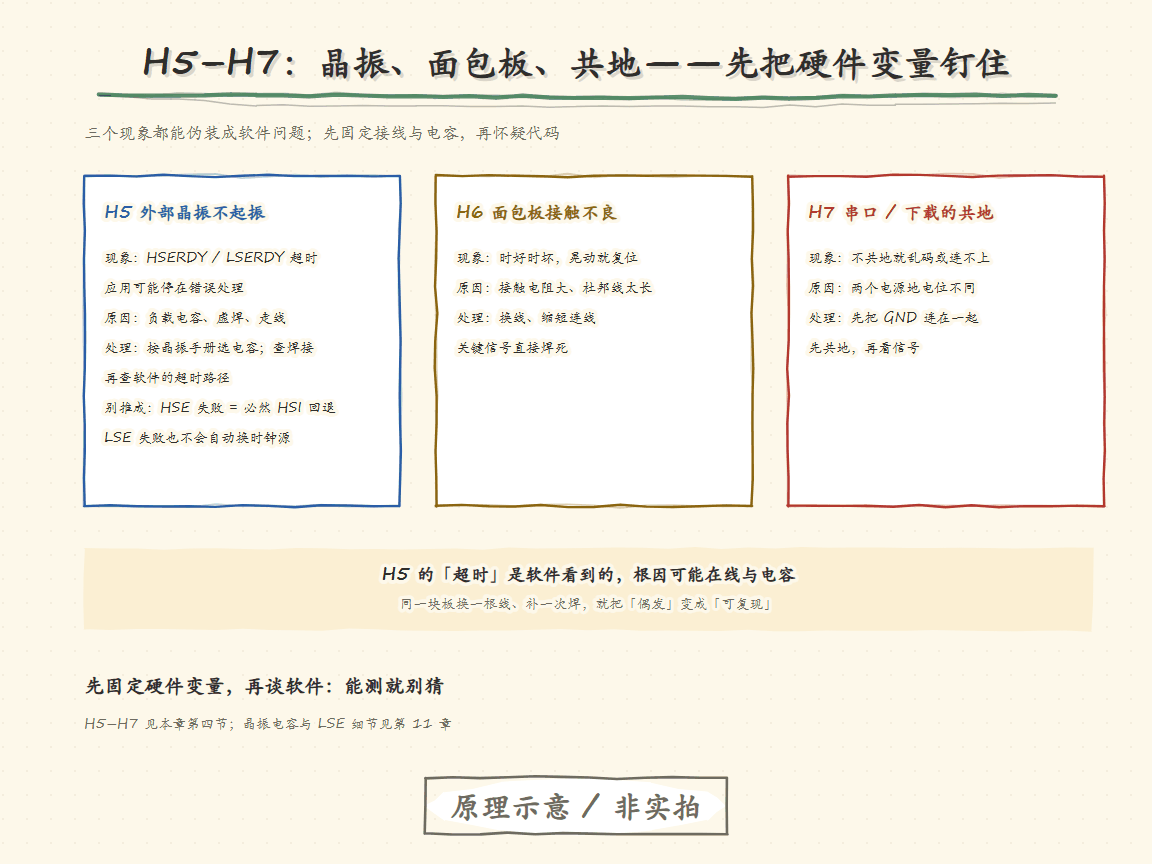 H5–H7：晶振、面包板、共地——先把硬件变量钉住
三个现象都能伪装成软件问题；先固定接线与电容，再怀疑代码
H5 外部晶振不起振
现象：HSERDY / LSERDY 超时
应用可能停在错误处理
原因：负载电容、虚焊、走线
处理：按晶振手册选电容；查焊接
再查软件的超时路径
别推成：HSE 失败 = 必然 HSI 回退
LSE 失败也不会自动换时钟源
H6 面包板接触不良
现象：时好时坏，晃动就复位
原因：接触电阻大、杜邦线太长
处理：换线、缩短连线
关键信号直接焊死
H7 串口 / 下载的共地
现象：不共地就乱码或连不上
原因：两个电源地电位不同
处理：先把 GND 连在一起
先共地，再看信号
H5 的「超时」是软件看到的，根因可能在线与电容
同一块板换一根线、补一次焊，就把「偶发」变成「可复现」
先固定硬件变量，再谈软件：能测就别猜
H5–H7 见本章第四节；晶振电容与 LSE 细节见第 11 章
原理示意 / 非实拍